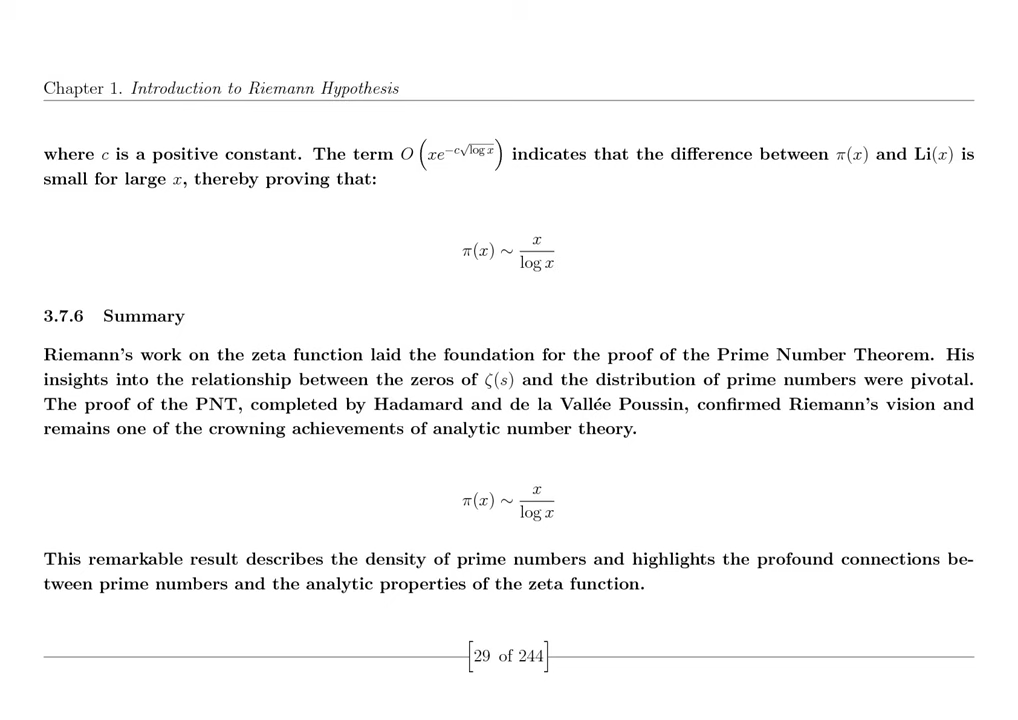 Chapter 1. Introduction to Riemann Hypothesis
where c is a positive constant. The term O(xe^{-c√log x}) indicates that the difference between π(x) and Li(x) is
small for large x, thereby proving that:
π(x) ∼ x / log x
3.7.6 Summary
Riemann's work on the zeta function laid the foundation for the proof of the Prime Number Theorem. His
insights into the relationship between the zeros of ζ(s) and the distribution of prime numbers were pivotal.
The proof of the PNT, completed by Hadamard and de la Vallée Poussin, confirmed Riemann's vision and
remains one of the crowning achievements of analytic number theory.
π(x) ∼ x / log x
This remarkable result describes the density of prime numbers and highlights the profound connections be-
tween prime numbers and the analytic properties of the zeta function.
[29 of 244]